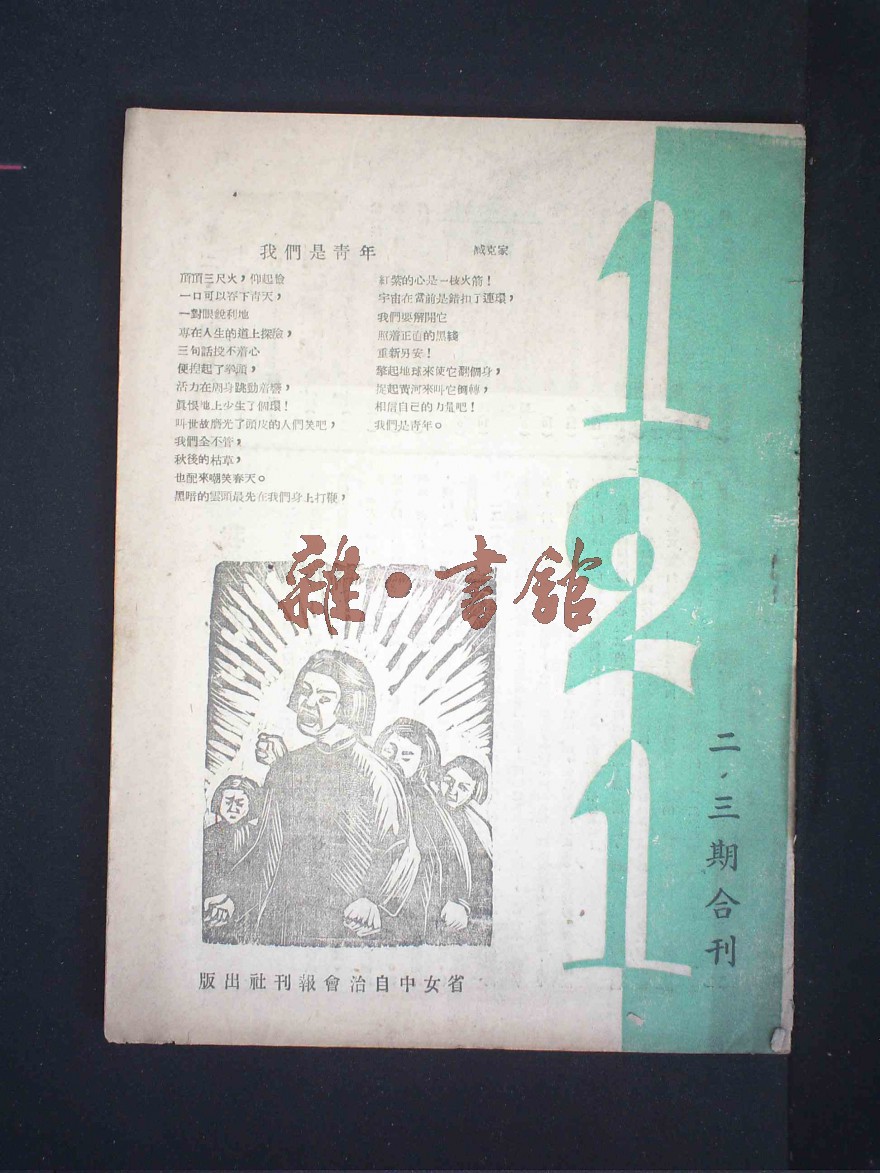 我們是青年
臧克家
頂頂三尺火，仰起臉
一口可以吞下青天，
一對眼銳利地
專在人生的道上探險，
三句話投不着心
便捏起了拳頭，
活力在周身跳動着響，
眞恨地上少生了個環！
叫世故磨光了頭皮的人們笑吧，
我們全不管，
秋後的枯草，
也配來嘲笑春天。
黑暗的雲頭最先在我們身上打鞭，
紅紫的心是一枝火箭！
宇宙在當前是錯扣了連環，
我們要解開它
照着正直的黑綫
重新另安！
擎起地球來使它翻個身，
提起黃河來叫它倒轉，
相信自己的力量吧！
我們是青年。
雜·書館
121
二，三期合刊
省女中自治會報刊社出版